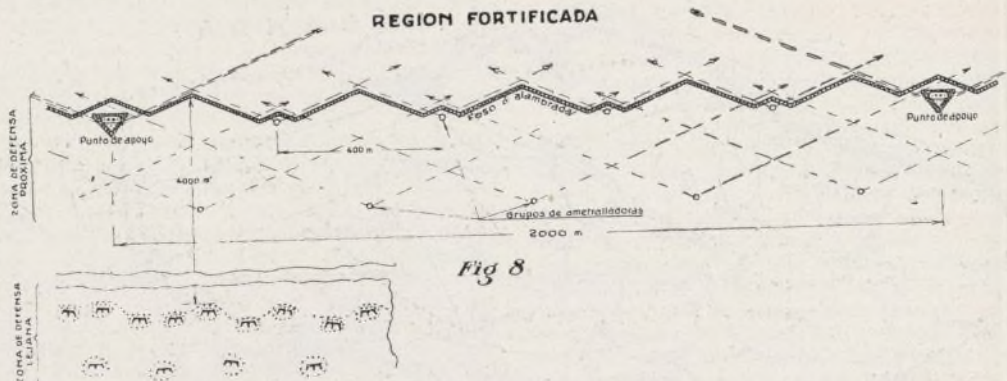 REGION FORTIFICADA
Foso ó alambrada
Punto de apoyo
Punto de apoyo
ZONA DE DEFENSA
PROXIMA
400 m
4000 m
Grupos de ametralladoras
2000 m
Fig 8
ZONA DE DEFENSA
LEJANA